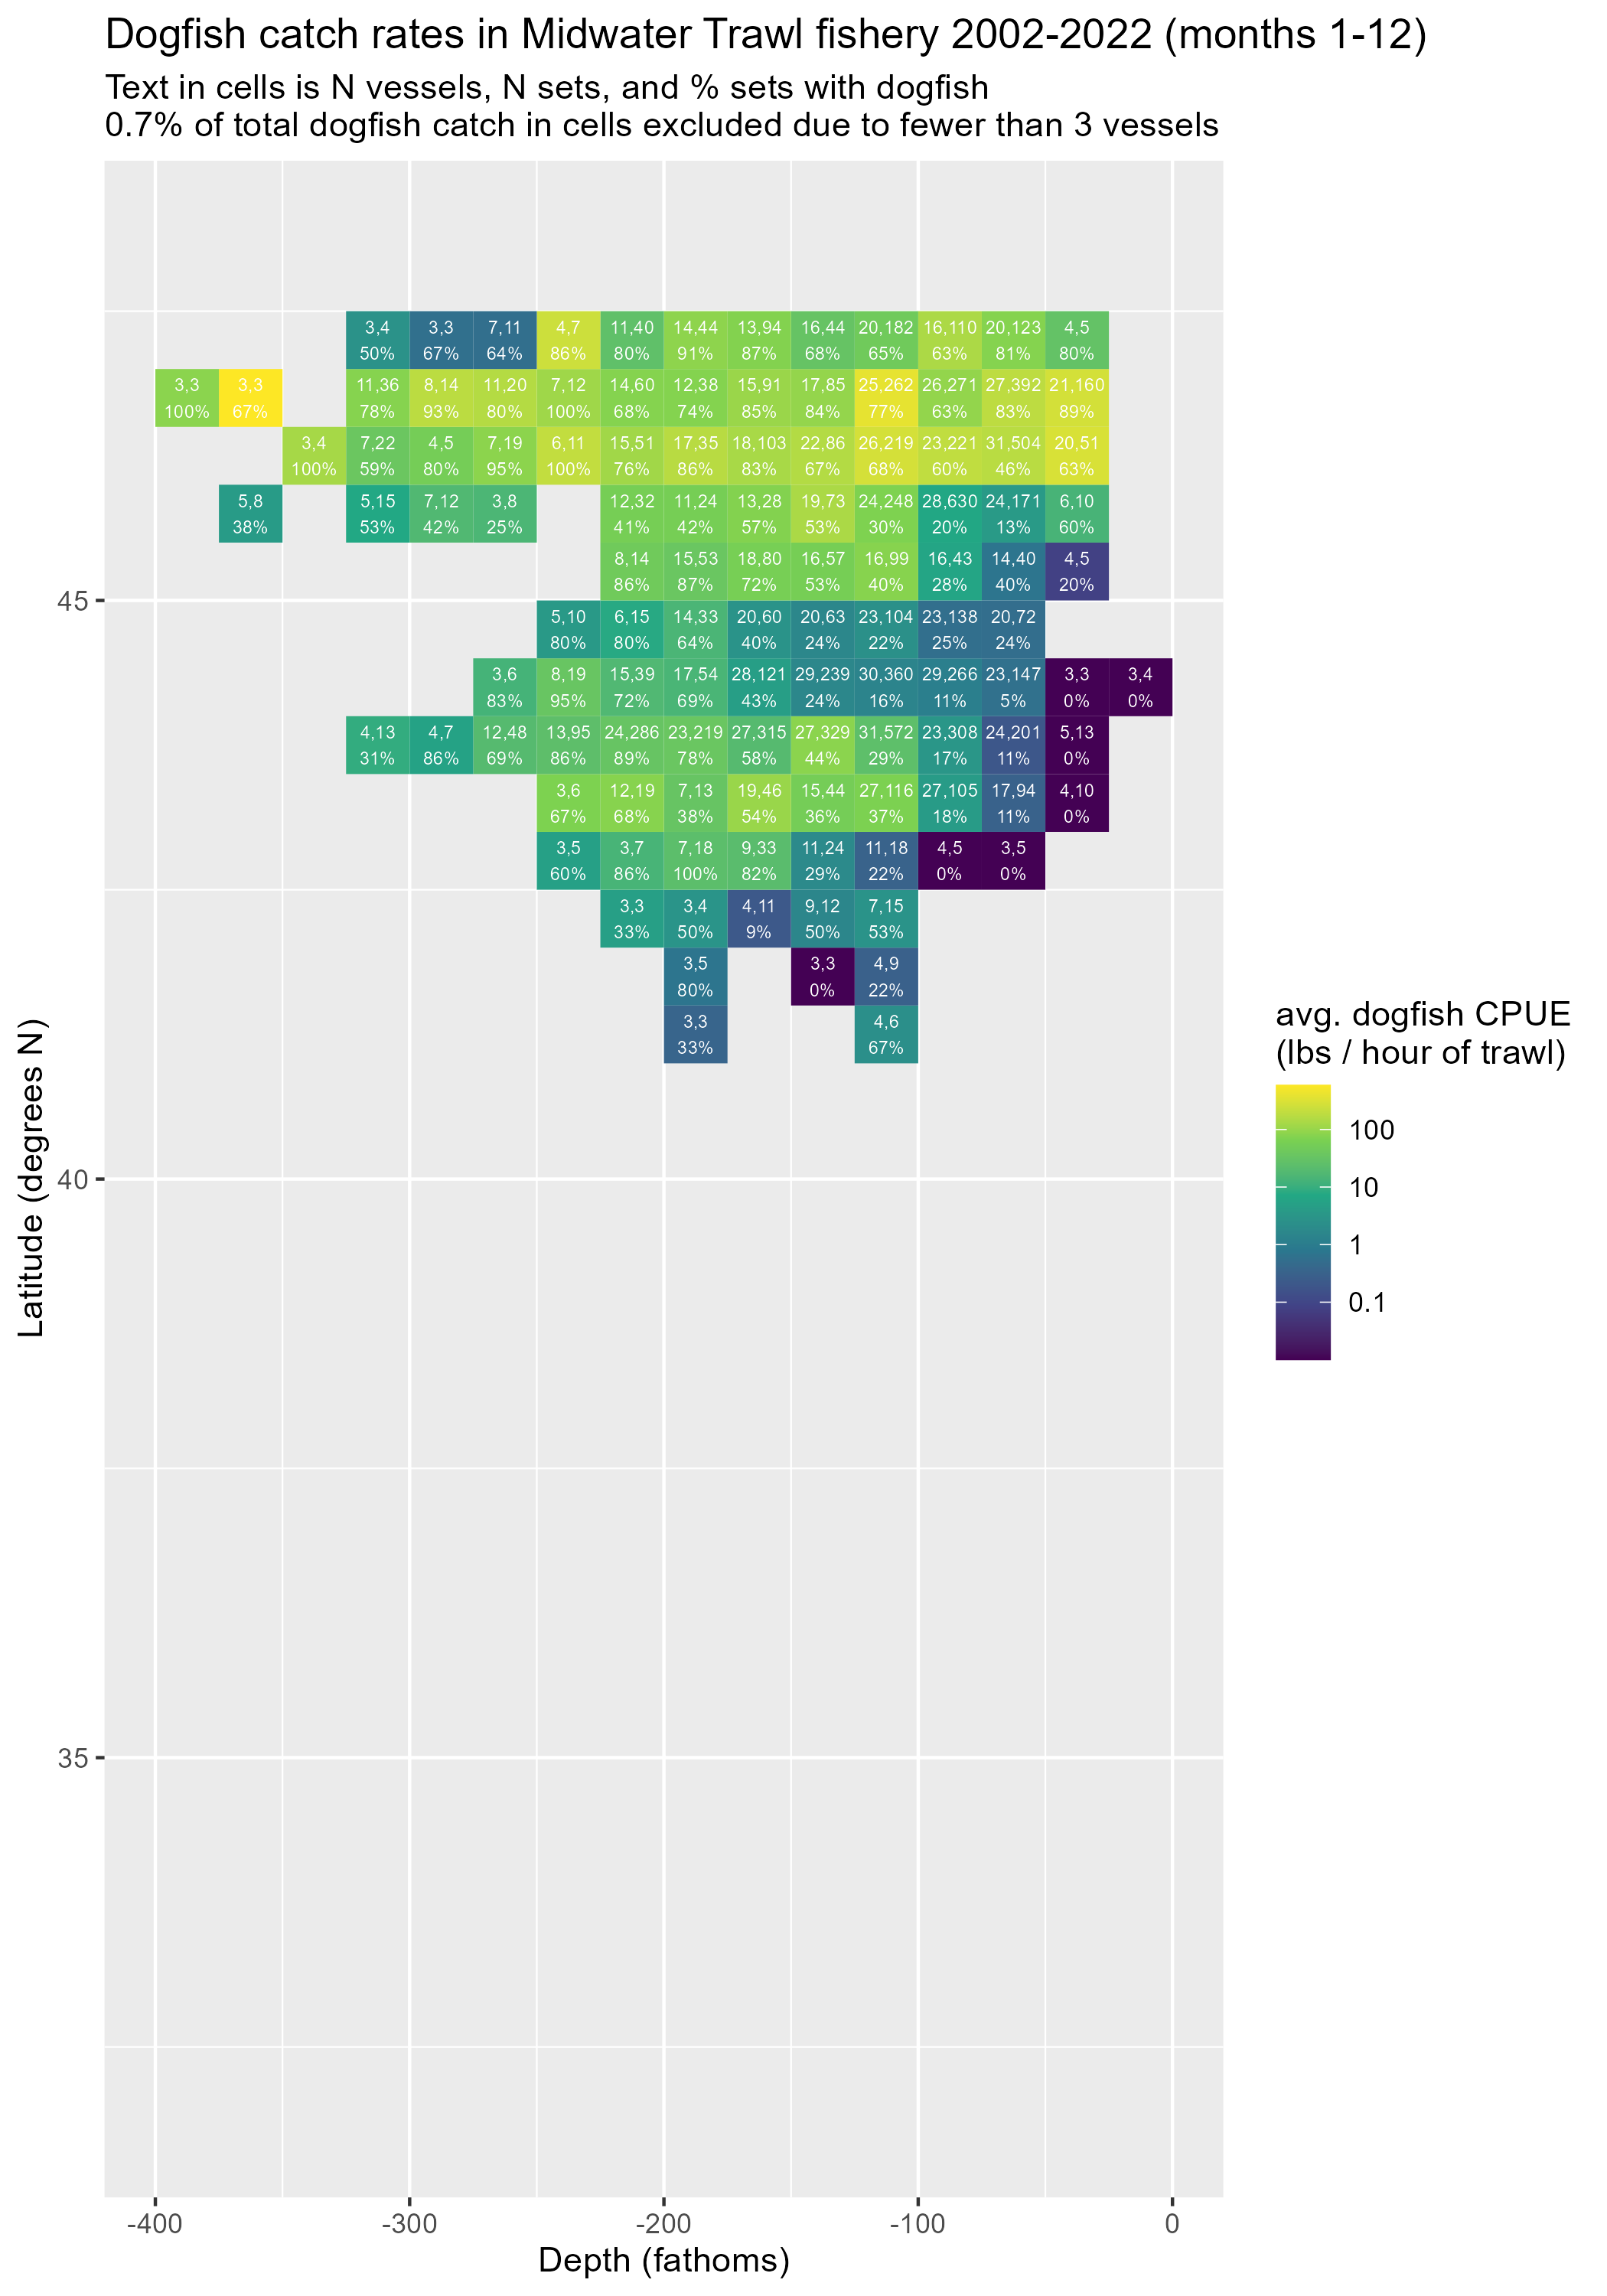 Dogfish catch rates in Midwater Trawl fishery 2002-2022 (months 1-12)
Text in cells is N vessels, N sets, and % sets with dogfish
0.7% of total dogfish catch in cells excluded due to fewer than 3 vessels
3,4 3,3 7,11 4,7 11,40 14,44 13,94 16,44 20,182 16,110 20,123 4,5
50% 67% 64% 86% 80% 91% 87% 68% 65% 63% 81% 80%
3,3 3,3 11,36 8,14 11,20 7,12 14,60 12,38 15,91 17,85 25,262 26,271 27,392 21,160
100% 67% 78% 93% 80% 100% 68% 74% 85% 84% 77% 63% 83% 89%
3,4 7,22 4,5 7,19 6,11 15,51 17,35 18,103 22,86 26,219 23,221 31,504 20,51
100% 59% 80% 95% 100% 76% 86% 83% 67% 68% 60% 46% 63%
5,8 5,15 7,12 3,8 12,32 11,24 13,28 19,73 24,248 28,630 24,171 6,10
38% 53% 42% 25% 41% 42% 57% 53% 30% 20% 13% 60%
8,14 15,53 18,80 16,57 16,99 16,43 14,40 4,5
86% 87% 72% 53% 40% 28% 40% 20%
45
5,10 6,15 14,33 20,60 20,63 23,104 23,138 20,72
80% 80% 64% 40% 24% 22% 25% 24%
3,6 8,19 15,39 17,54 28,121 29,239 30,360 29,266 23,147 3,3 3,4
83% 95% 72% 69% 43% 24% 16% 11% 5% 0% 0%
4,13 4,7 12,48 13,95 24,286 23,219 27,315 27,329 31,572 23,308 24,201 5,13
31% 86% 69% 86% 89% 78% 58% 44% 29% 17% 11% 0%
3,6 12,19 7,13 19,46 15,44 27,116 27,105 17,94 4,10
67% 68% 38% 54% 36% 37% 18% 11% 0%
3,5 3,7 7,18 9,33 11,24 11,18 4,5 3,5
60% 86% 100% 82% 29% 22% 0% 0%
3,3 3,4 4,11 9,12 7,15
33% 50% 9% 50% 53%
3,5 3,3 4,9
80% 0% 22%
3,3 4,6
33% 67%
40
35
Latitude (degrees N)
-400 -300 -200 -100 0
Depth (fathoms)
avg. dogfish CPUE
(lbs / hour of trawl)
100
10
1
0.1